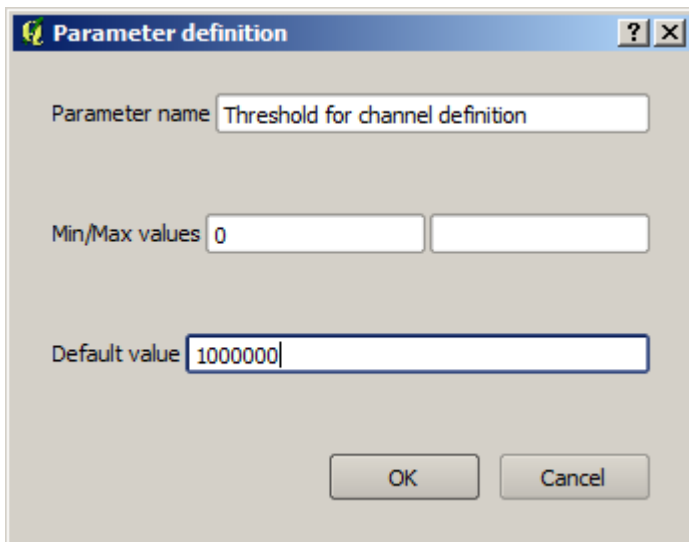 Parameter definition
Parameter name Threshold for channel definition
Min/Max values 0
Default value 1000000
OK Cancel